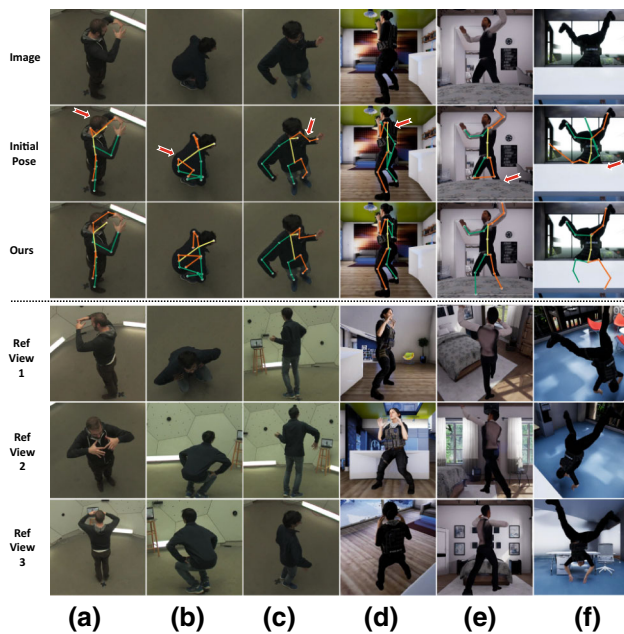 Image
Initial
Pose
Ours
Ref
View
1
Ref
View
2
Ref
View
3
(a) (b) (c) (d) (e) (f)